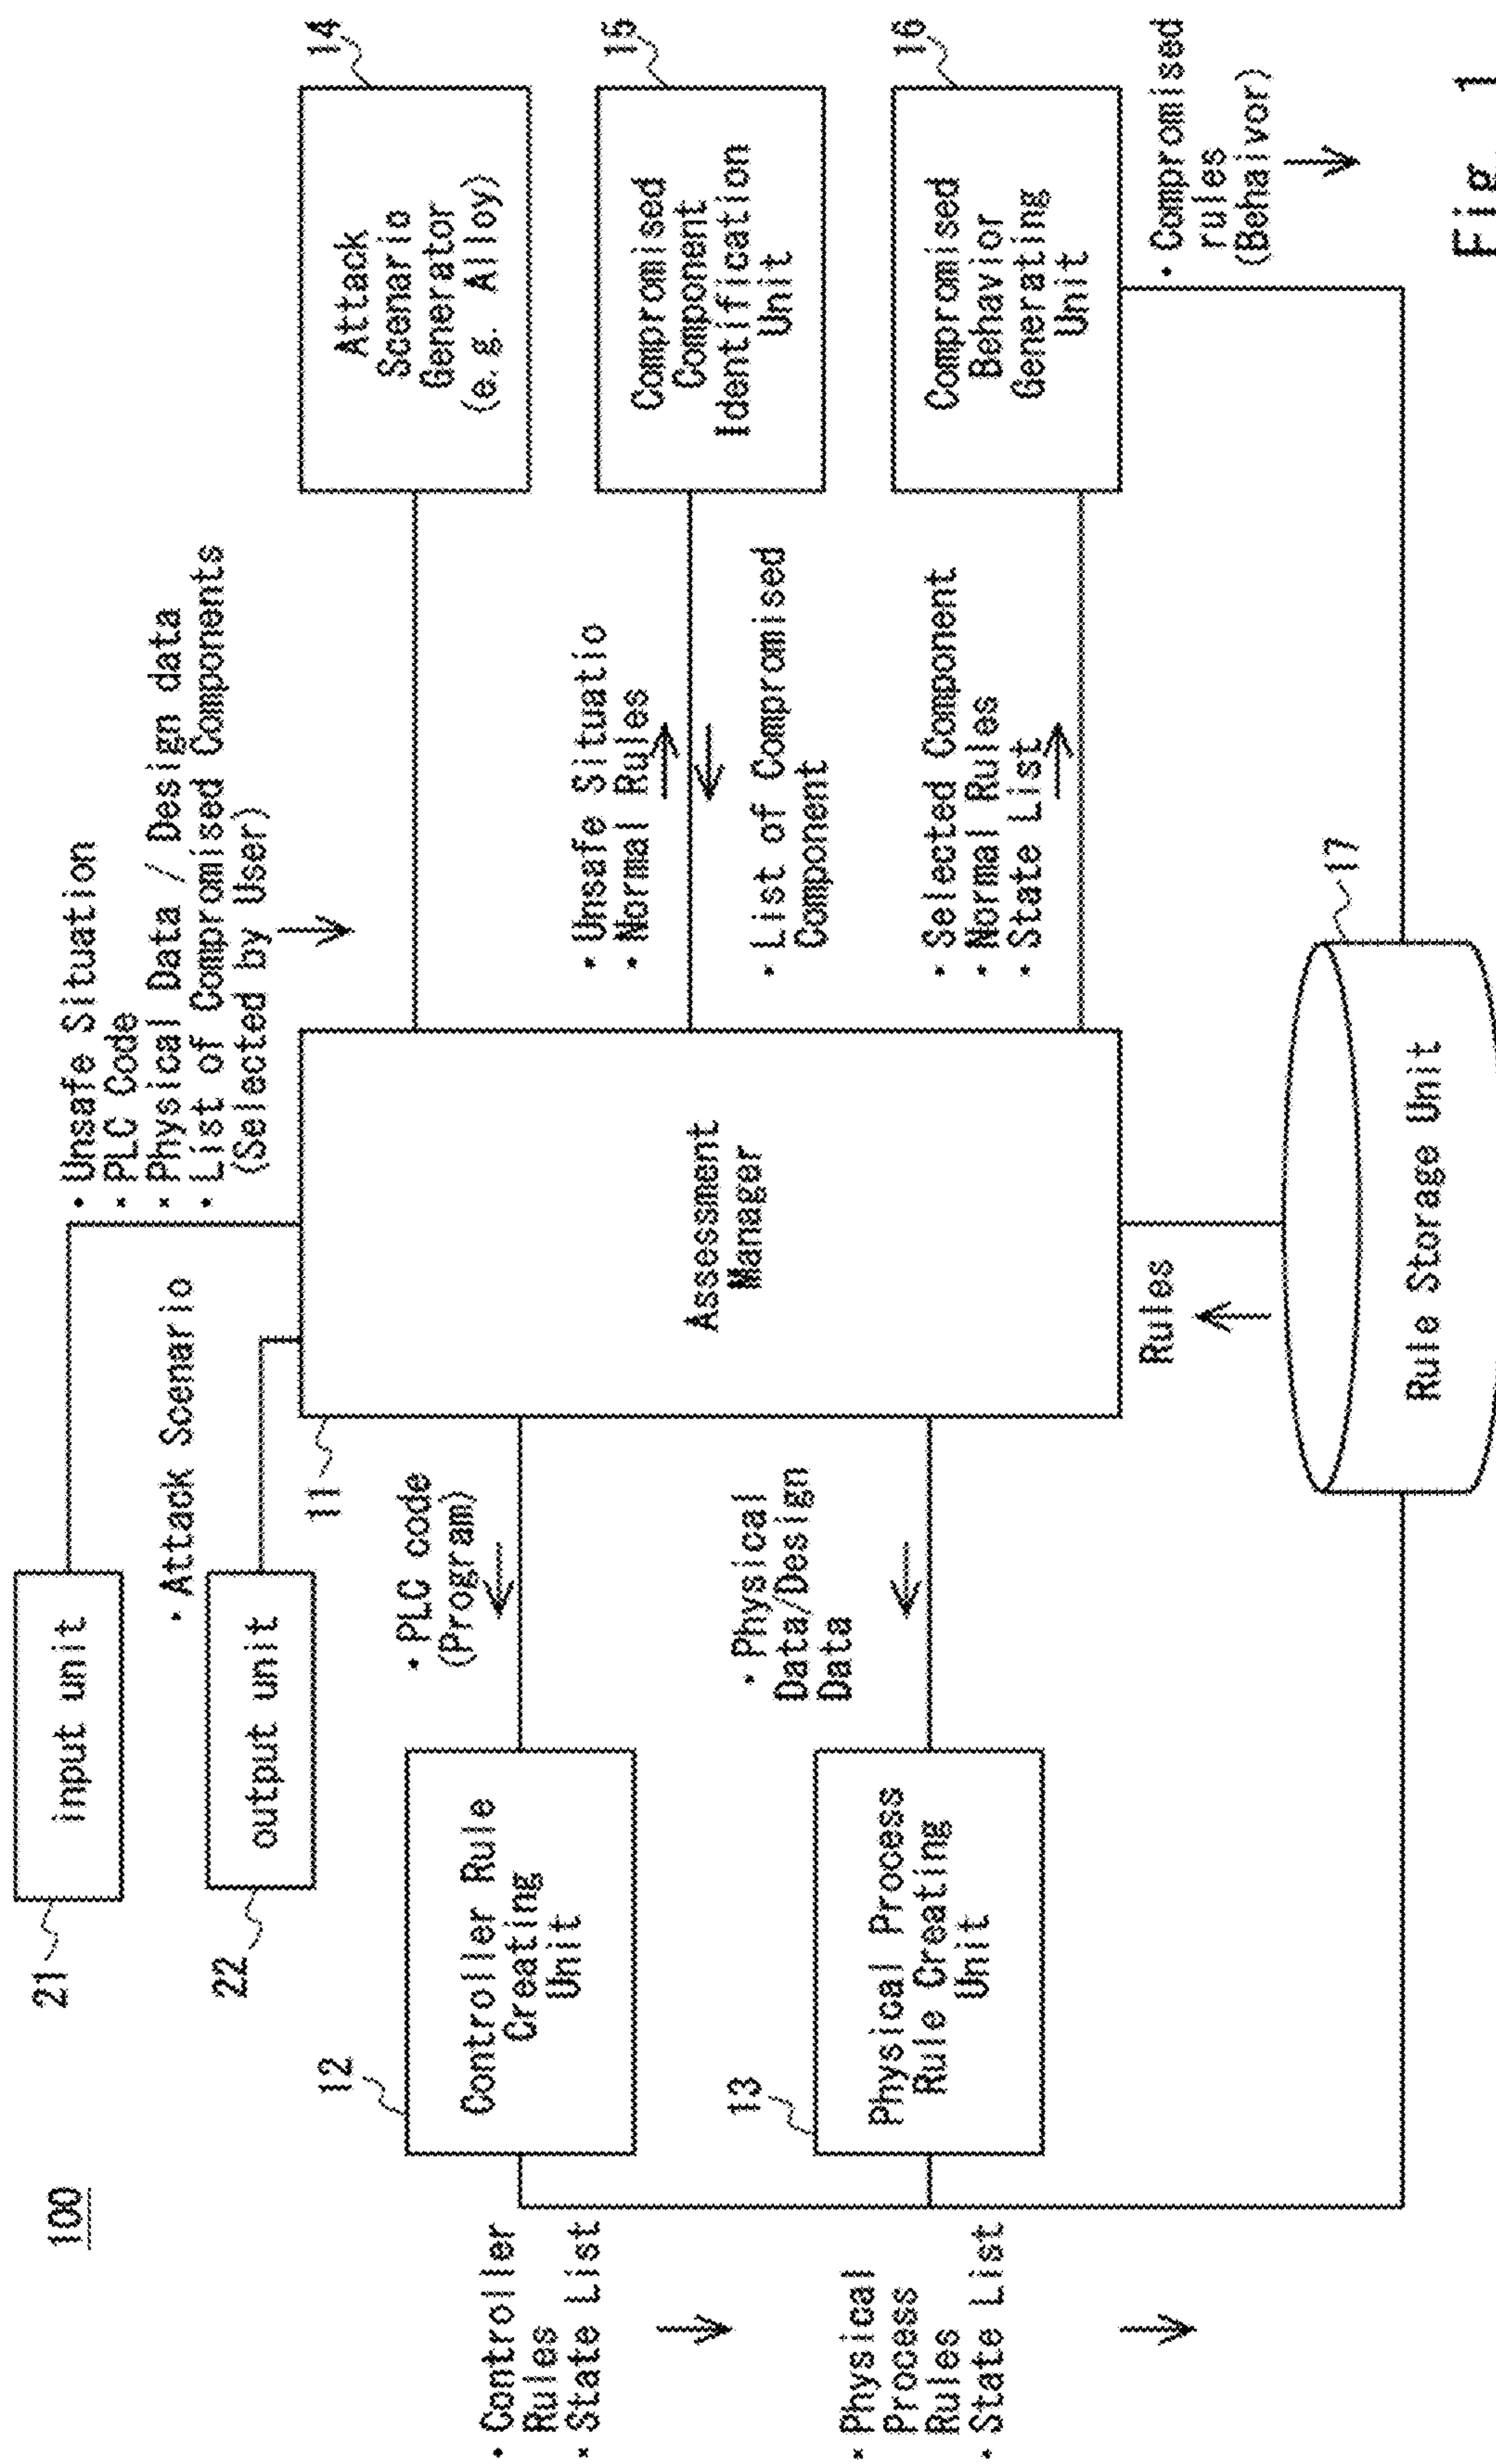 100
21
input unit
• Unsafe Situation
• PLC Code
• Physical Data / Design data
• List of Compromised Components
(Selected by User)
• Attack Scenario
22
output unit
• Controller
Rules
• State List
12
Controller Rule
Creating
Unit
• PLC code
(Program)
11
Assessment
Manager
14
Attack
Scenario
Generator
(e. g. Alloy)
• Unsafe Situatio
• Normal Rules
• List of Compromised
Component
15
Compromised
Component
Identification
Unit
• Physical
Process
Rules
• State List
13
Physical Process
Rule Creating
Unit
• Physical
Data/Design
Data
• Selected Component
• Normal Rules
• State List
16
Compromised
Behavior
Generating
Unit
Rules
• Compromised
rules
(Behaivor)
17
Rule Storage Unit
Fig. 1